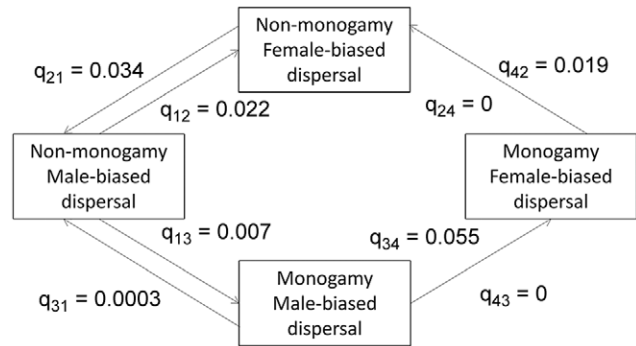 Non-monogamy
Female-biased
dispersal
q21 = 0.034
q12 = 0.022
q42 = 0.019
q24 = 0
Non-monogamy
Male-biased
dispersal
Monogamy
Female-biased
dispersal
q13 = 0.007
q31 = 0.0003
q34 = 0.055
q43 = 0
Monogamy
Male-biased
dispersal